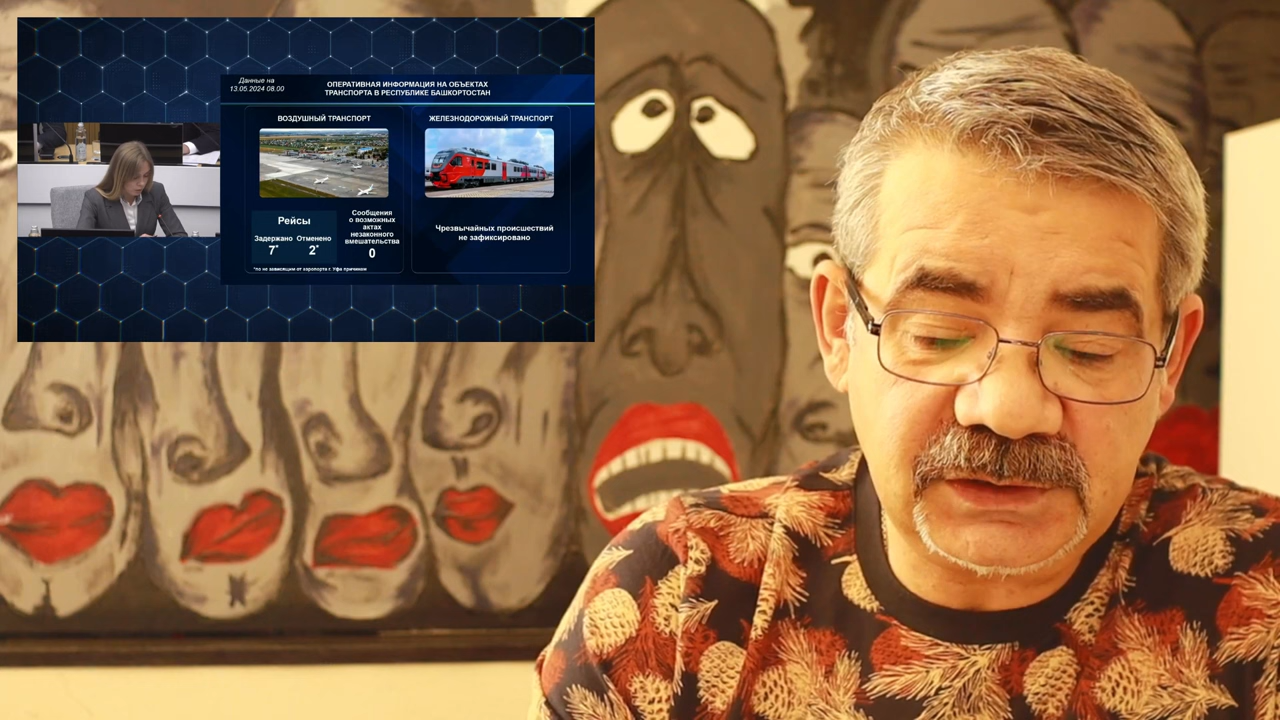 Данные на
13.05.2024 08.00
ОПЕРАТИВНАЯ ИНФОРМАЦИЯ НА ОБЪЕКТАХ
ТРАНСПОРТА В РЕСПУБЛИКЕ БАШКОРТОСТАН
ВОЗДУШНЫЙ ТРАНСПОРТ
Рейсы
Задержано Отменено
7* 2*
Сообщения
о возможных
актах
незаконного
вмешательства
0
*по не зависящим от аэропорта г. Уфа причинам
ЖЕЛЕЗНОДОРОЖНЫЙ ТРАНСПОРТ
Чрезвычайных происшествий
не зафиксировано